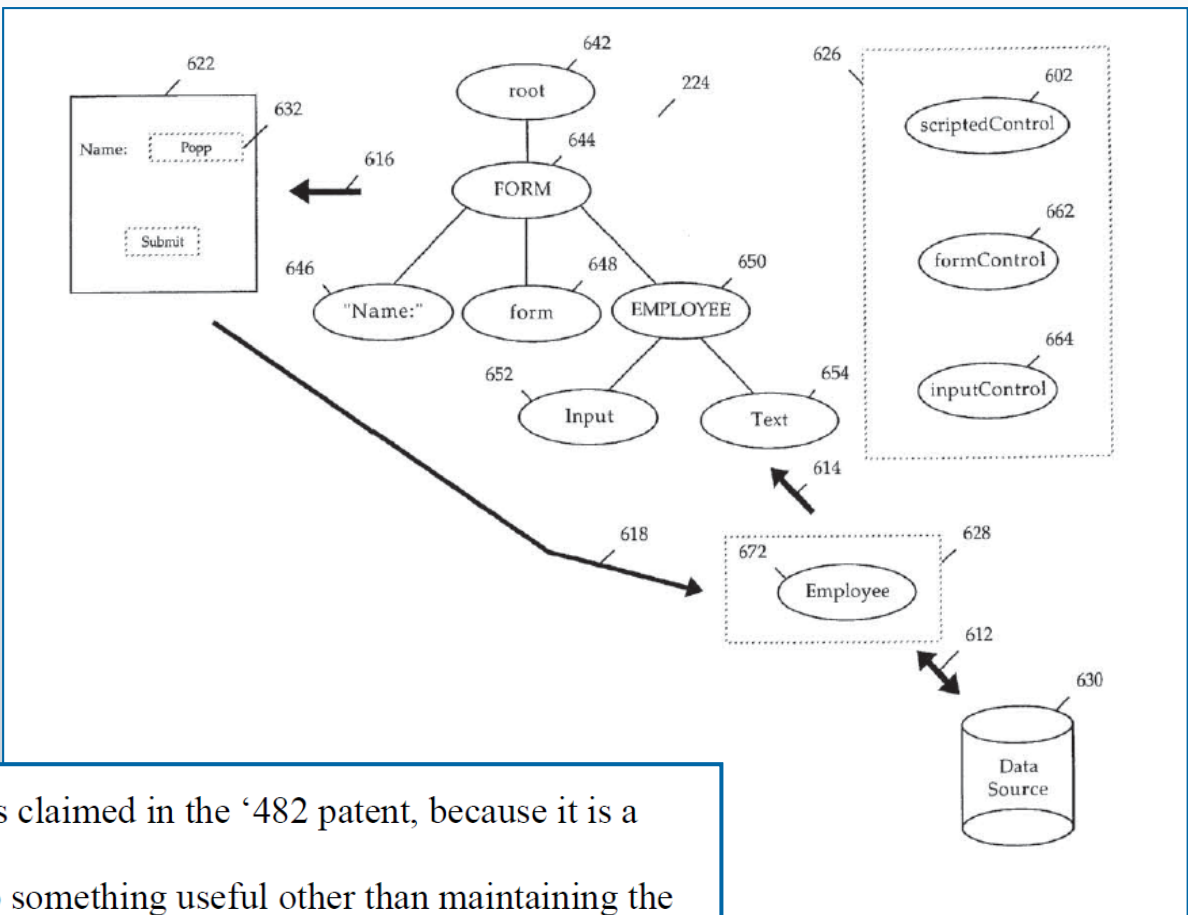 642
622
626
602
root
224
632
scriptedControl
Name:
Popp
644
616
FORM
662
formControl
Submit
646
648
650
"Name:"
form
EMPLOYEE
664
652
654
inputControl
Input
Text
614
618
672
628
Employee
612
630
Data
Source
s claimed in the ‘482 patent, because it is a
something useful other than maintaining the